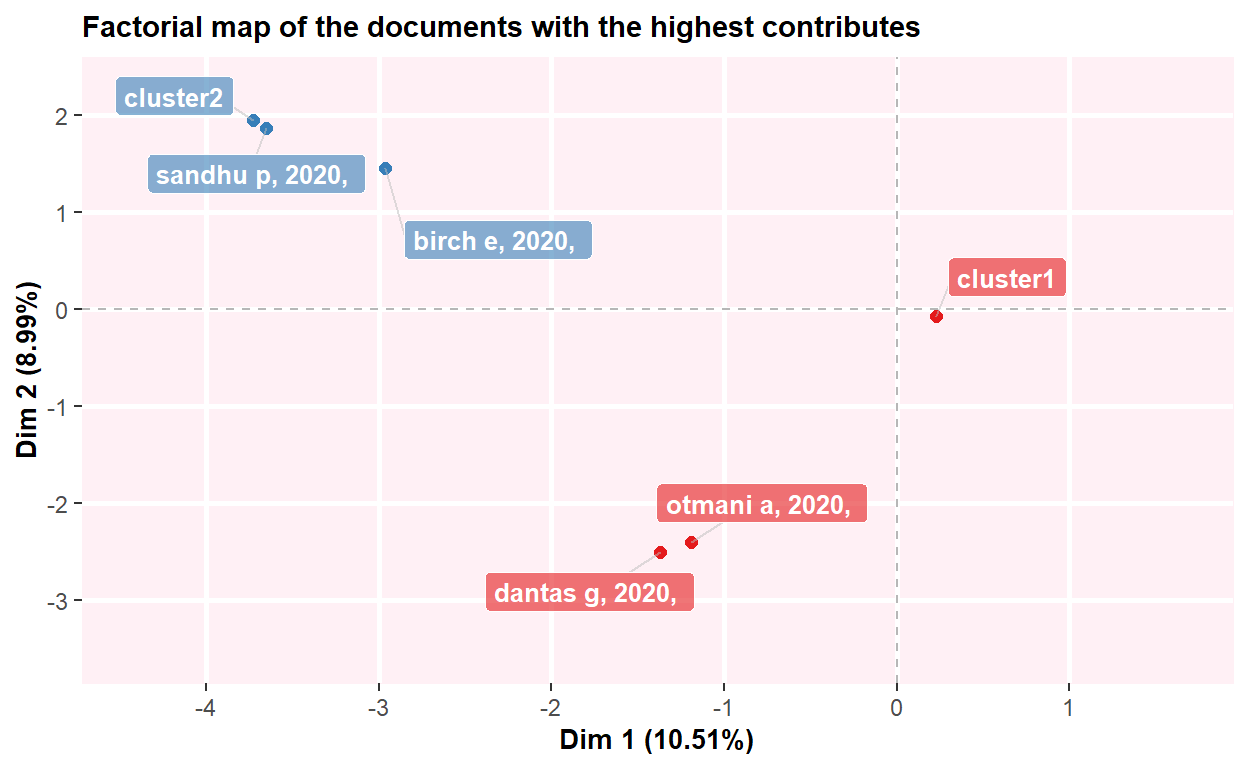 Factorial map of the documents with the highest contributes
cluster2
sandhu p, 2020,
birch e, 2020,
cluster1
otmani a, 2020,
dantas g, 2020,
2
1
0
-1
-2
-3
Dim 2 (8.99%)
-4
-3
-2
-1
0
1
Dim 1 (10.51%)